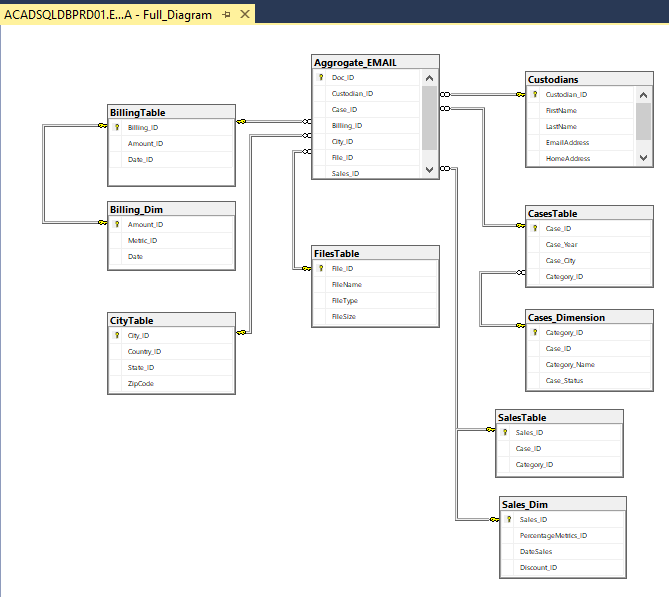 ACADSQLDBPRD01.E...A - Full_Diagram
Aggregate_EMAIL
Doc_ID
Custodian_ID
Case_ID
Billing_ID
City_ID
File_ID
Sales_ID
Custodians
Custodian_ID
FirstName
LastName
EmailAddress
HomeAddress
BillingTable
Billing_ID
Amount_ID
Date_ID
Billing_Dim
Amount_ID
Metric_ID
Date
CasesTable
Case_ID
Case_Year
Case_City
Category_ID
FilesTable
File_ID
FileName
FileType
FileSize
CityTable
City_ID
Country_ID
State_ID
ZipCode
Cases_Dimension
Category_ID
Case_ID
Category_Name
Case_Status
SalesTable
Sales_ID
Case_ID
Category_ID
Sales_Dim
Sales_ID
PercentageMetrics_ID
DateSales
Discount_ID